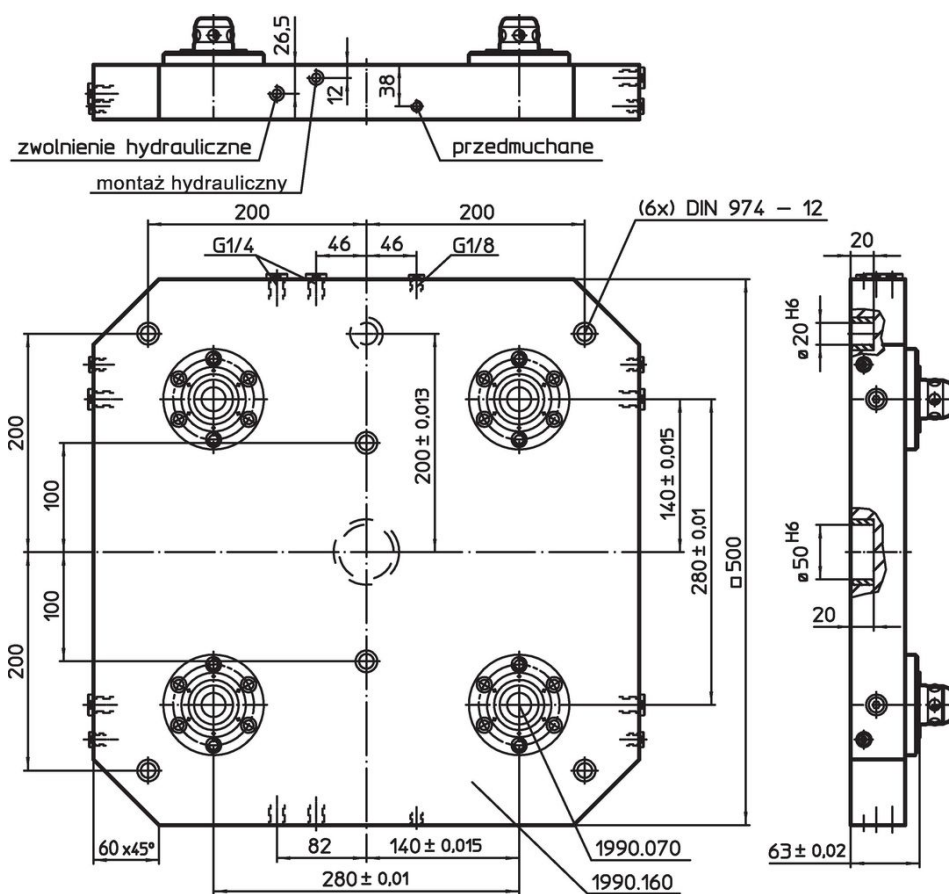 26,5
12
38
zwolnienie hydrauliczne
przedmuchane
montaż hydrauliczny
200
200
(6x) DIN 974 – 12
G1/4
46
46
G1/8
20
ø20 H6
200
100
200 ± 0,013
140 ± 0,015
280 ± 0,01
□500
ø50 H6
20
100
200
60 x45°
82
140 ± 0,015
1990.070
63 ± 0,02
280 ± 0,01
1990.160